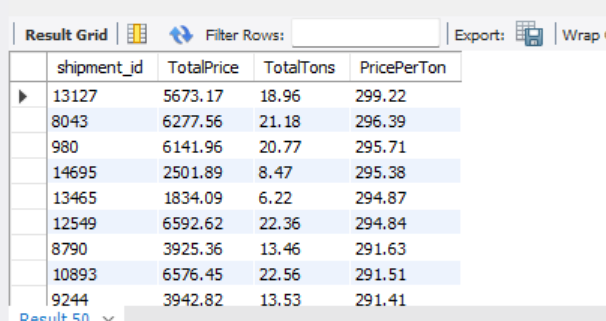 Result Grid Filter Rows: Export: Wrap
shipment_id TotalPrice TotalTons PricePerTon
13127 5673.17 18.96 299.22
8043 6277.56 21.18 296.39
980 6141.96 20.77 295.71
14695 2501.89 8.47 295.38
13465 1834.09 6.22 294.87
12549 6592.62 22.36 294.84
8790 3925.36 13.46 291.63
10893 6576.45 22.56 291.51
9244 3942.82 13.53 291.41
Result 50